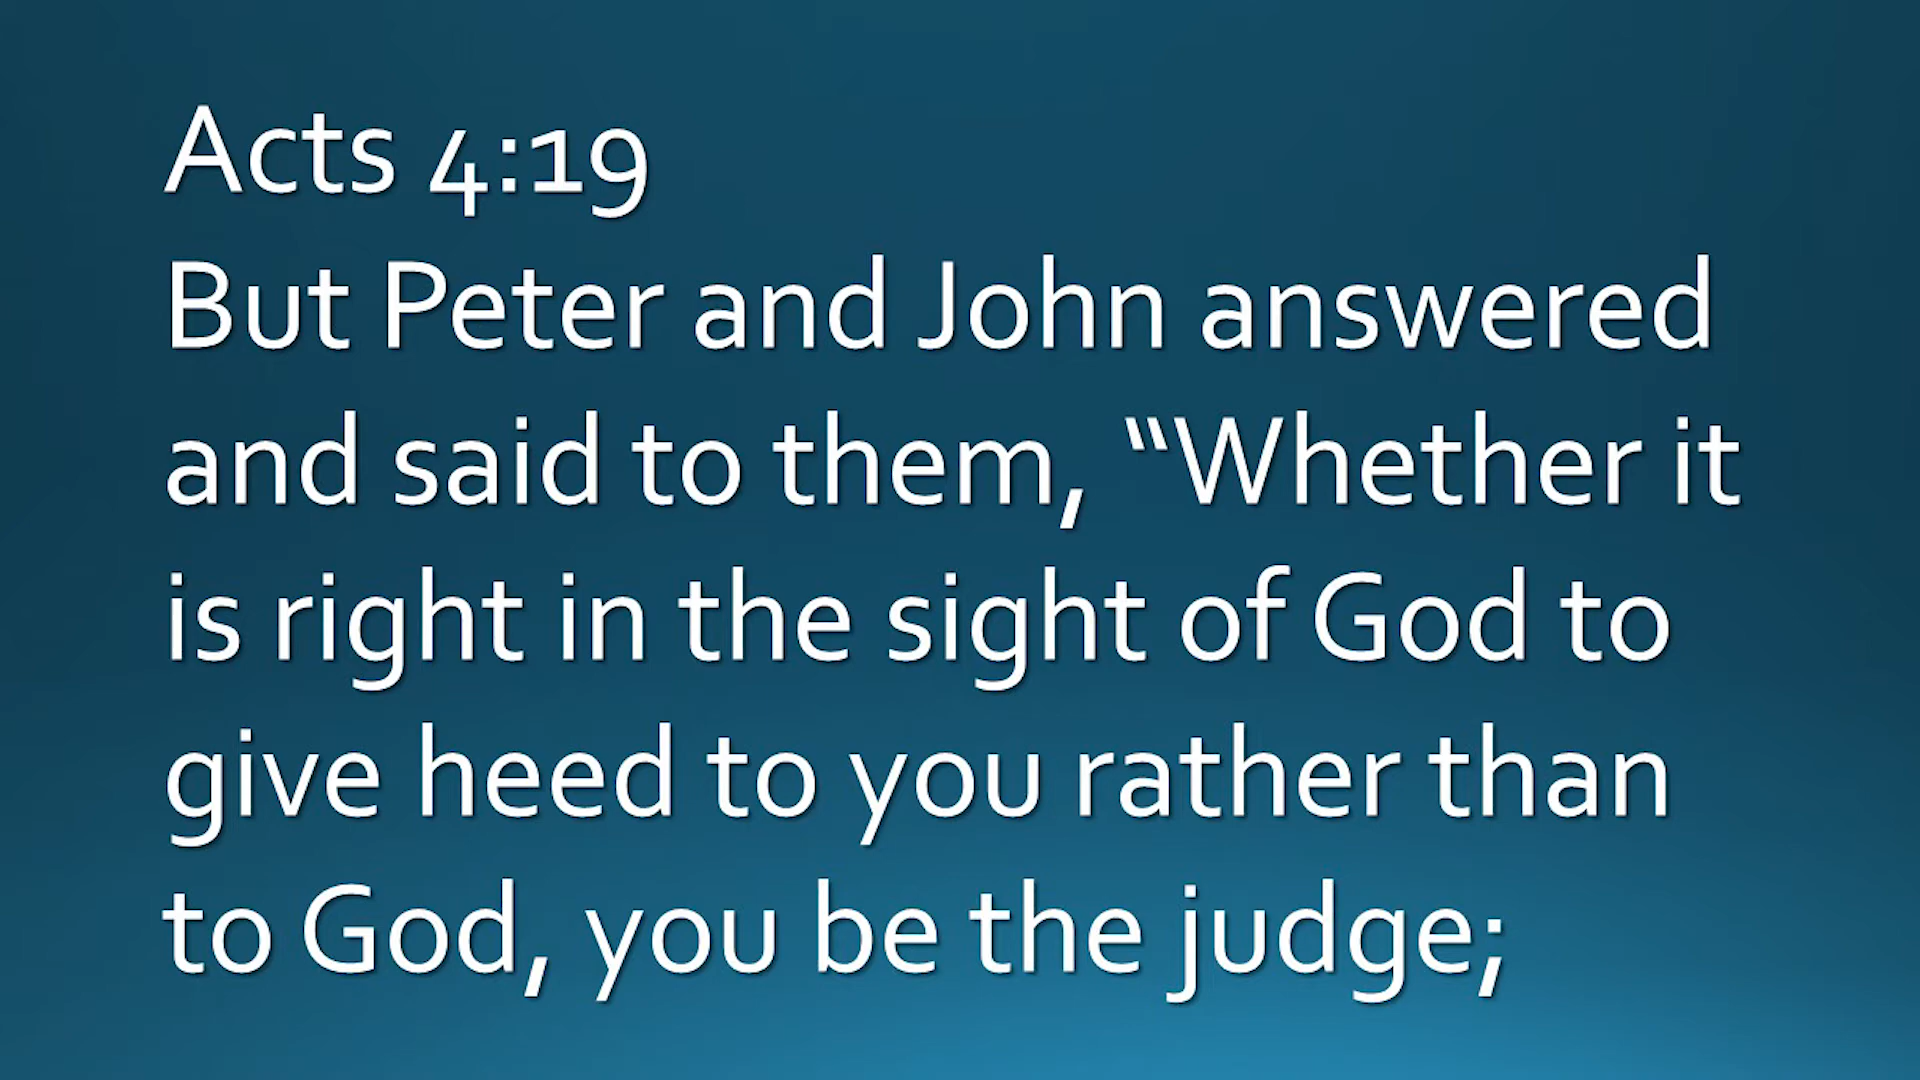 Acts 4:19
But Peter and John answered
and said to them, “Whether it
is right in the sight of God to
give heed to you rather than
to God, you be the judge;